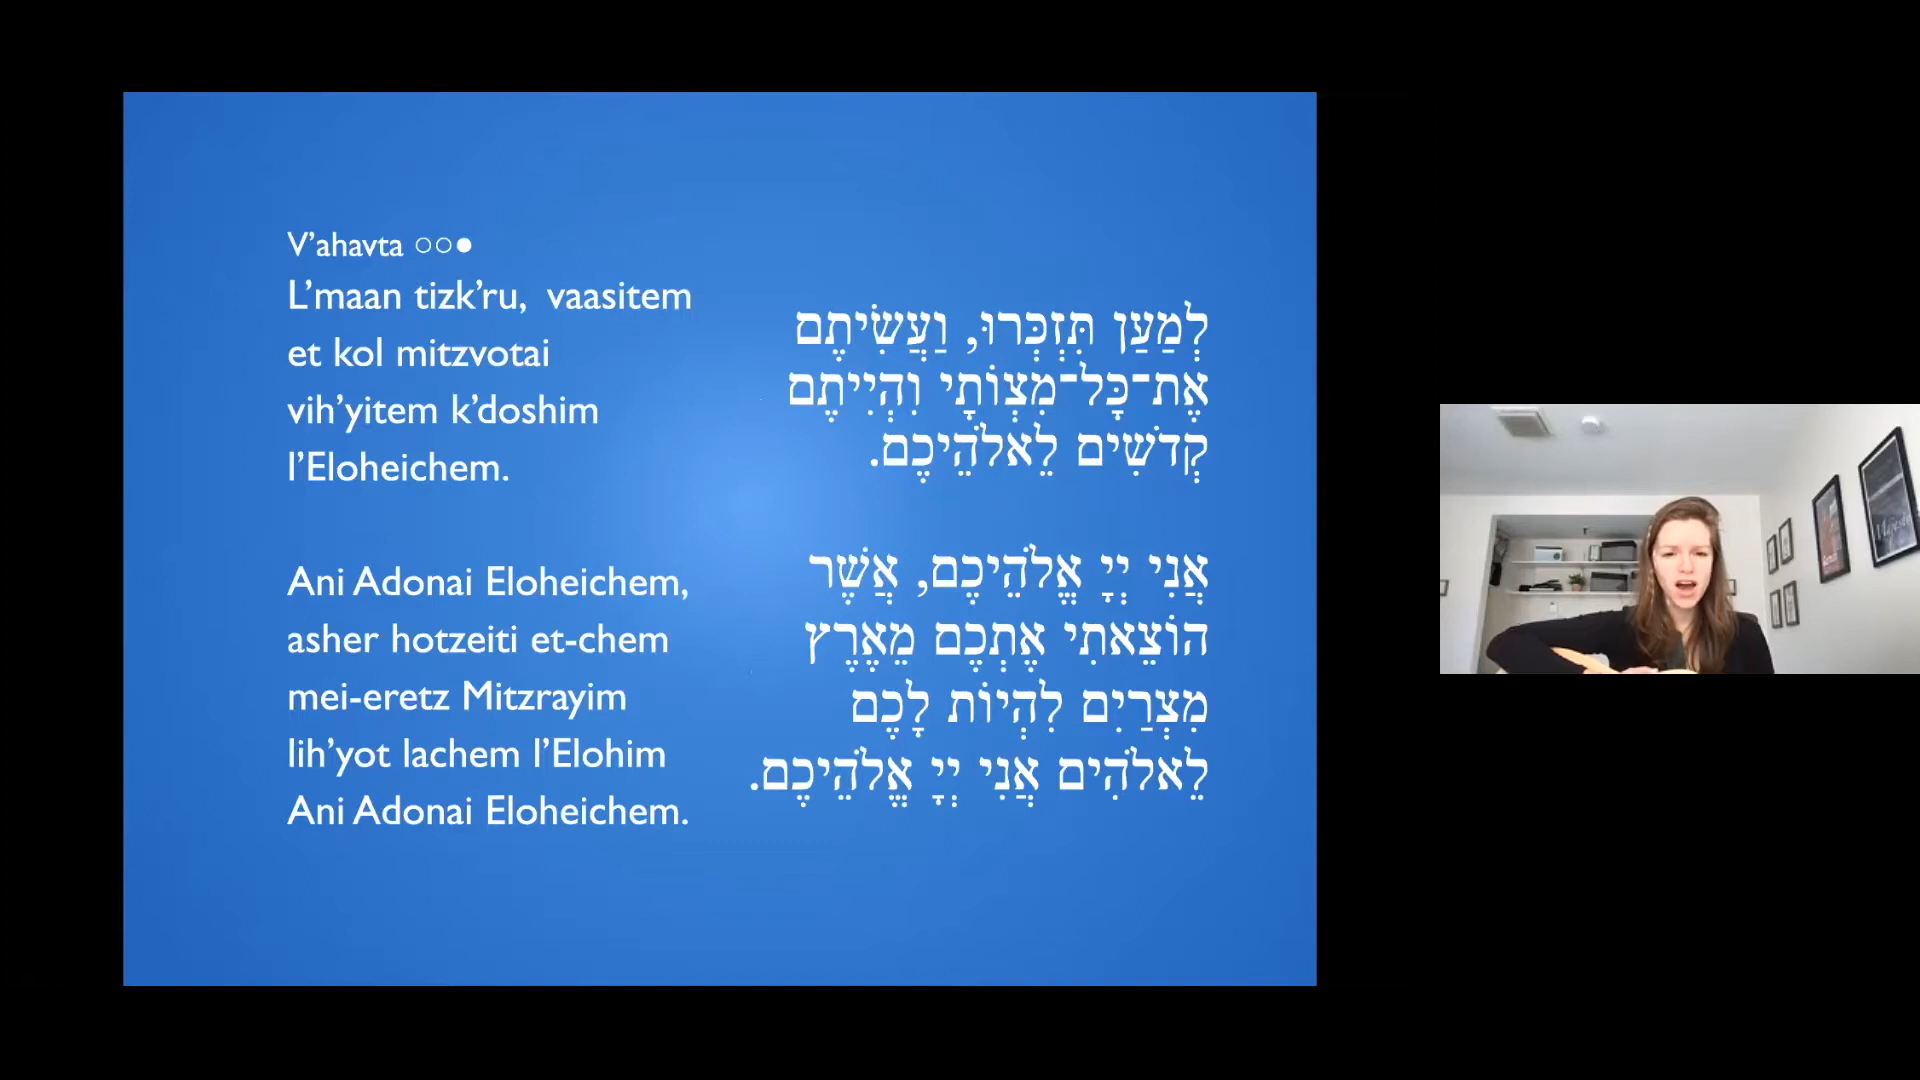 V’ahavta ○○●
L’maan tizk’ru, vaasitem
et kol mitzvotai
vih’yitem k’doshim
l’Eloheichem.
Ani Adonai Eloheichem,
asher hotzeiti et-chem
mei-eretz Mitzrayim
lih’yot lachem l’Elohim
Ani Adonai Eloheichem.
לְמַעַן תִּזְכְּרוּ, וַעֲשִׂיתֶם
אֶת־כָּל־מִצְוֹתָי וִהְיִיתֶם
קְדֹשִׁים לֵאלֹהֵיכֶם.
אֲנִי יְיָ אֱלֹהֵיכֶם, אֲשֶׁר
הוֹצֵאתִי אֶתְכֶם מֵאֶרֶץ
מִצְרַיִם לִהְיוֹת לָכֶם
לֵאלֹהִים אֲנִי יְיָ אֱלֹהֵיכֶם.